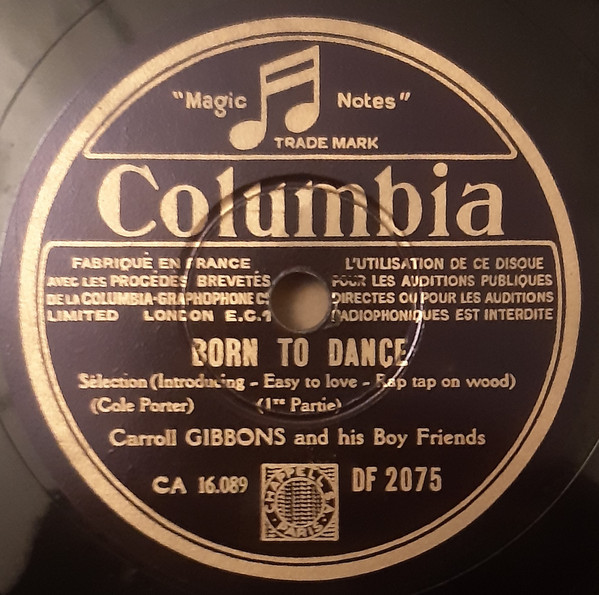 "Magic Notes"
TRADE MARK
Columbia
FABRIQUÉ EN FRANCE
AVEC LES PROCÉDÉS BREVETÉS
DE LA COLUMBIA-GRAPHOPHONE Cº
LIMITED LONDON E.C.1
L'UTILISATION DE CE DISQUE
POUR LES AUDITIONS PUBLIQUES
DIRECTES OU POUR LES AUDITIONS
RADIOPHONIQUES EST INTERDITE
BORN TO DANCE
Sélection (Introducing - Easy to love - Rap tap on wood)
(Cole Porter) (1re Partie)
Carroll GIBBONS and his Boy Friends
CA 16.089
CHAPPELL S.A.
PARIS
DF 2075